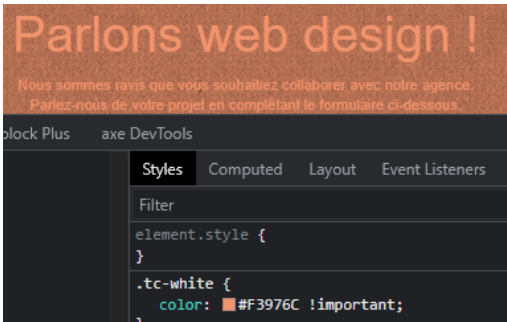 Parlons web design !
Nous sommes ravis que vous souhaitiez collaborer avec notre agence.
Parlez-nous de votre projet en complétant le formulaire ci-dessous.
block Plus axe DevTools
Styles Computed Layout Event Listeners
Filter
element.style {
}
.tc-white {
color: #F3976C !important;
}